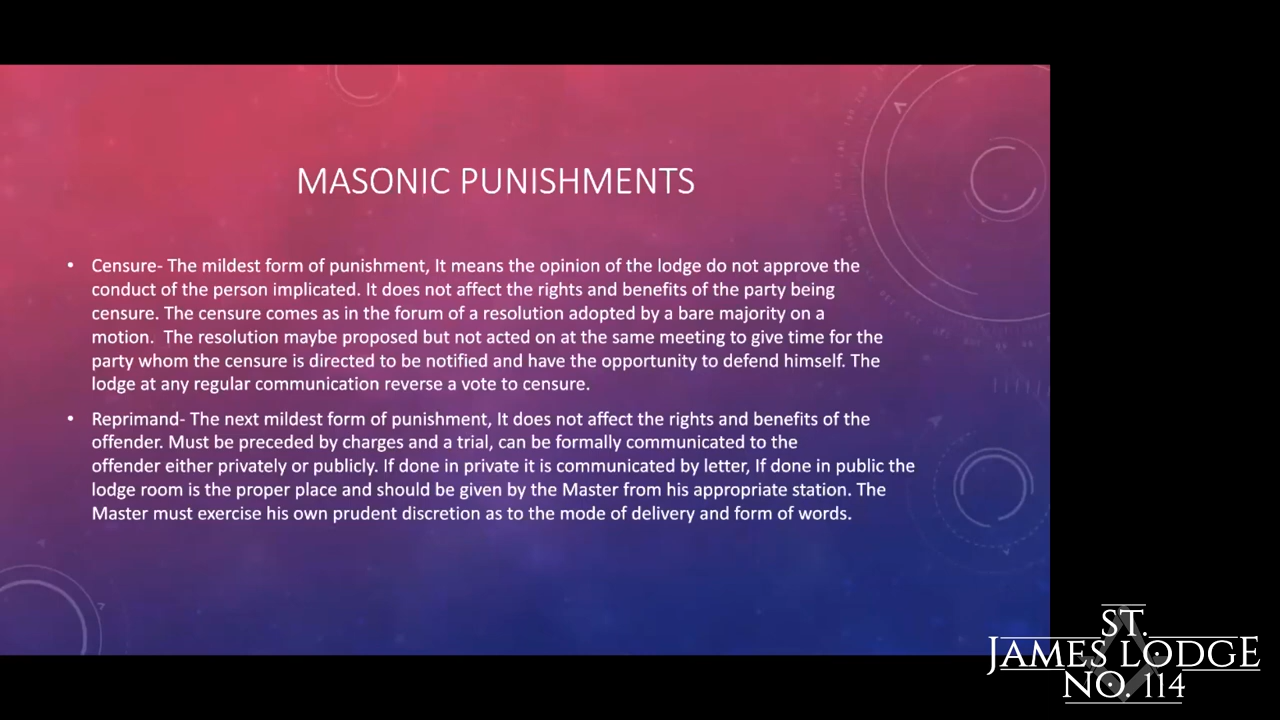 MASONIC PUNISHMENTS
• Censure- The mildest form of punishment, It means the opinion of the lodge do not approve the
conduct of the person implicated. It does not affect the rights and benefits of the party being
censure. The censure comes as in the forum of a resolution adopted by a bare majority on a
motion.  The resolution maybe proposed but not acted on at the same meeting to give time for the
party whom the censure is directed to be notified and have the opportunity to defend himself. The
lodge at any regular communication reverse a vote to censure.
• Reprimand- The next mildest form of punishment, It does not affect the rights and benefits of the
offender. Must be preceded by charges and a trial, can be formally communicated to the
offender either privately or publicly. If done in private it is communicated by letter, If done in public the
lodge room is the proper place and should be given by the Master from his appropriate station. The
Master must exercise his own prudent discretion as to the mode of delivery and form of words.
ST.
JAMES LODGE
NO. 114